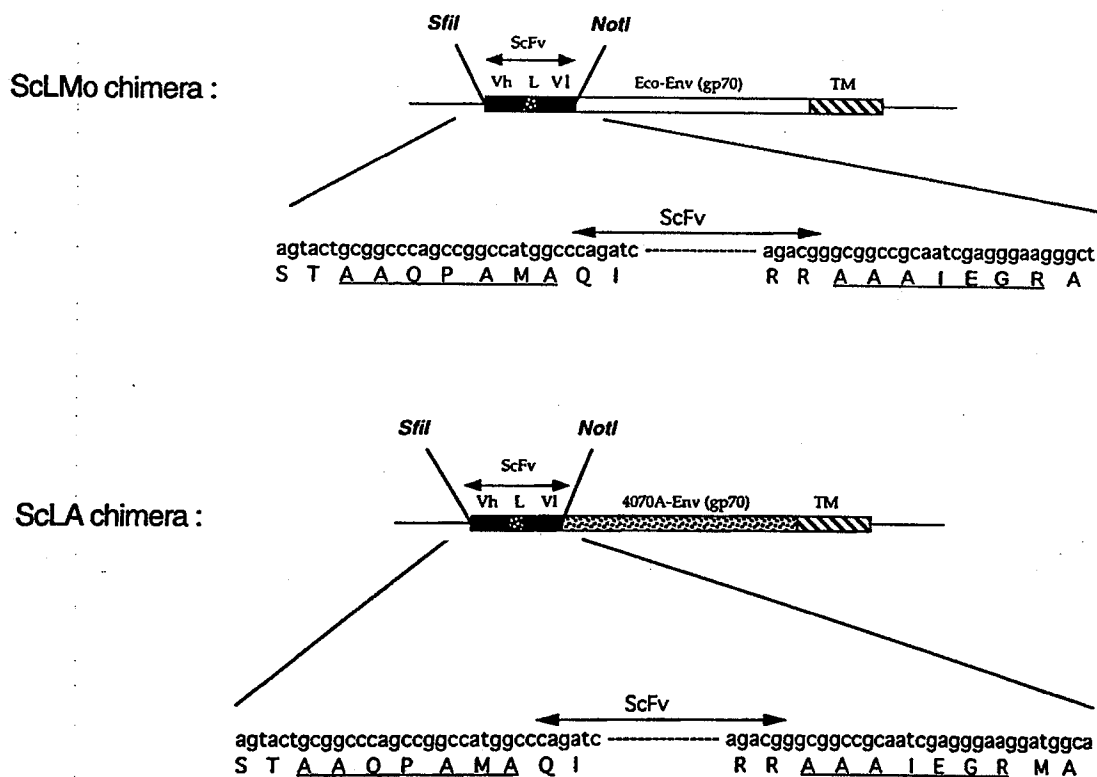 SfiI NotI
ScFv
ScLMo chimera :
Vh L Vl Eco-Env (gp70) TM
ScFv
agtactgcggcccagccggccatggcccagatc ---------------- agacgggcggccgcaatcgagggaagggct
S T A A Q P A M A Q I R R A A A I E G R A
SfiI NotI
ScFv
ScLA chimera :
Vh L Vl 4070A-Env (gp70) TM
ScFv
agtactgcggcccagccggccatggcccagatc ---------------- agacgggcggccgcaatcgagggaaggatggca
S T A A Q P A M A Q I R R A A A I E G R M A